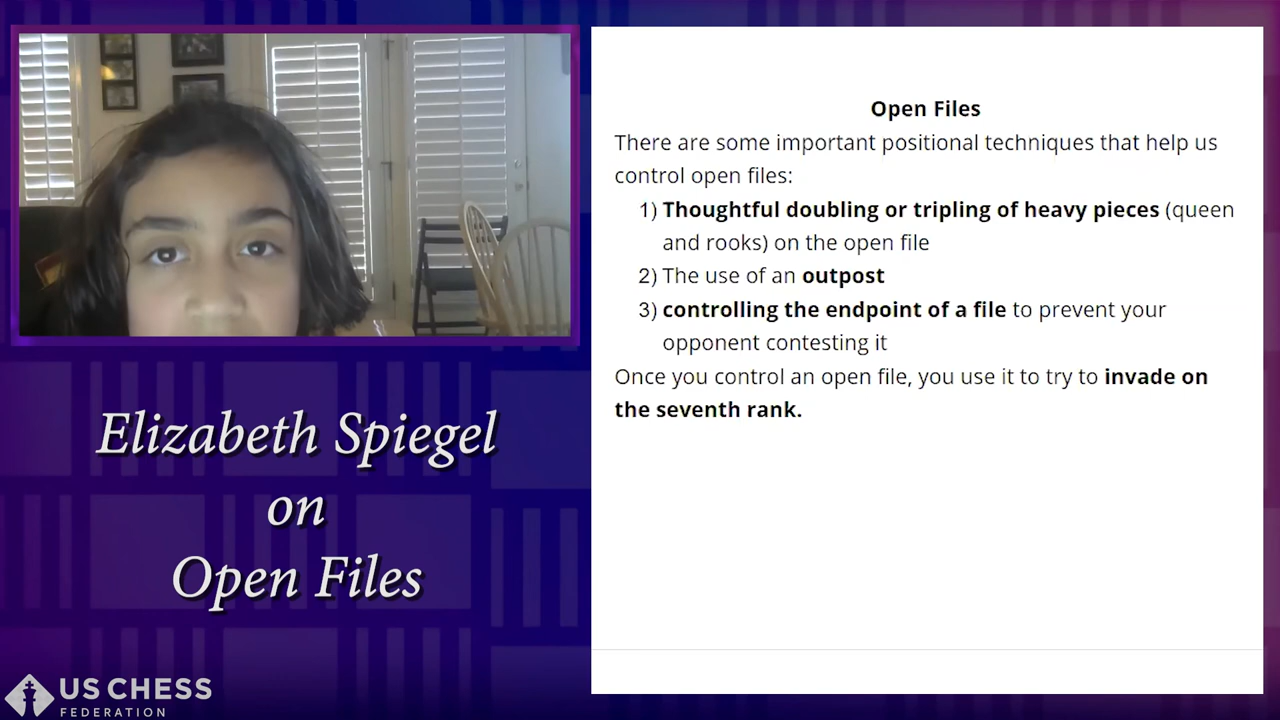 Open Files
There are some important positional techniques that help us
control open files:
1) Thoughtful doubling or tripling of heavy pieces (queen
and rooks) on the open file
2) The use of an outpost
3) controlling the endpoint of a file to prevent your
opponent contesting it
Once you control an open file, you use it to try to invade on
the seventh rank.
Elizabeth Spiegel
on
Open Files
US CHESS
FEDERATION